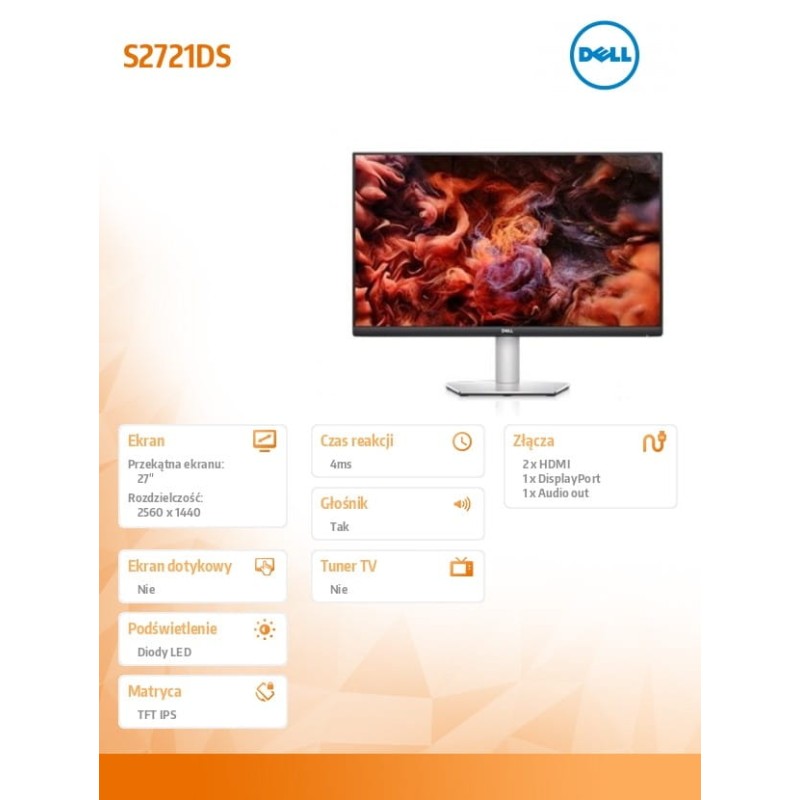 S2721DS
DELL
DELL
Ekran
Przekątna ekranu:
27"
Rozdzielczość:
2560 x 1440
Czas reakcji
4ms
Złącza
2 x HDMI
1 x DisplayPort
1 x Audio out
Głośnik
Tak
Ekran dotykowy
Nie
Tuner TV
Nie
Podświetlenie
Diody LED
Matryca
TFT IPS